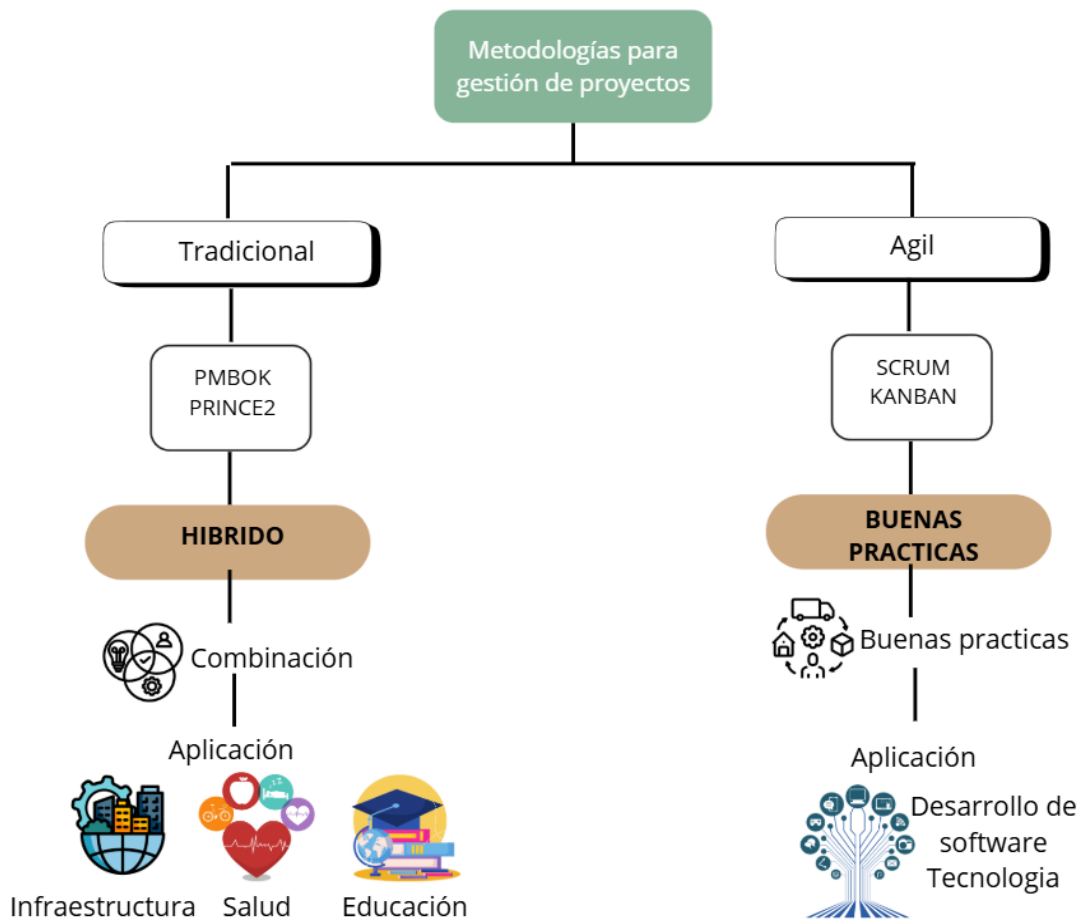 Metodologías para
gestión de proyectos
Tradicional
Agil
PMBOK
PRINCE2
SCRUM
KANBAN
HIBRIDO
BUENAS
PRACTICAS
Combinación
Buenas practicas
Aplicación
Aplicación
Infraestructura
Salud
Educación
Desarrollo de
software
Tecnologia